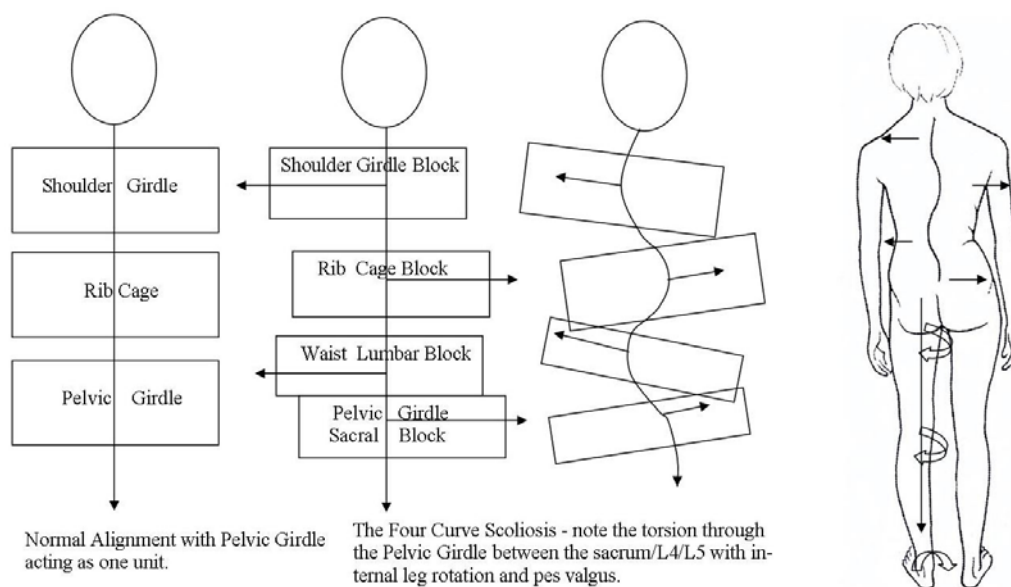 Shoulder Girdle
Rib Cage
Pelvic Girdle
Normal Alignment with Pelvic Girdle
acting as one unit.
Shoulder Girdle Block
Rib Cage Block
Waist Lumbar Block
Pelvic Girdle
Sacral Block
The Four Curve Scoliosis - note the torsion through
the Pelvic Girdle between the sacrum/L4/L5 with in-
ternal leg rotation and pes valgus.